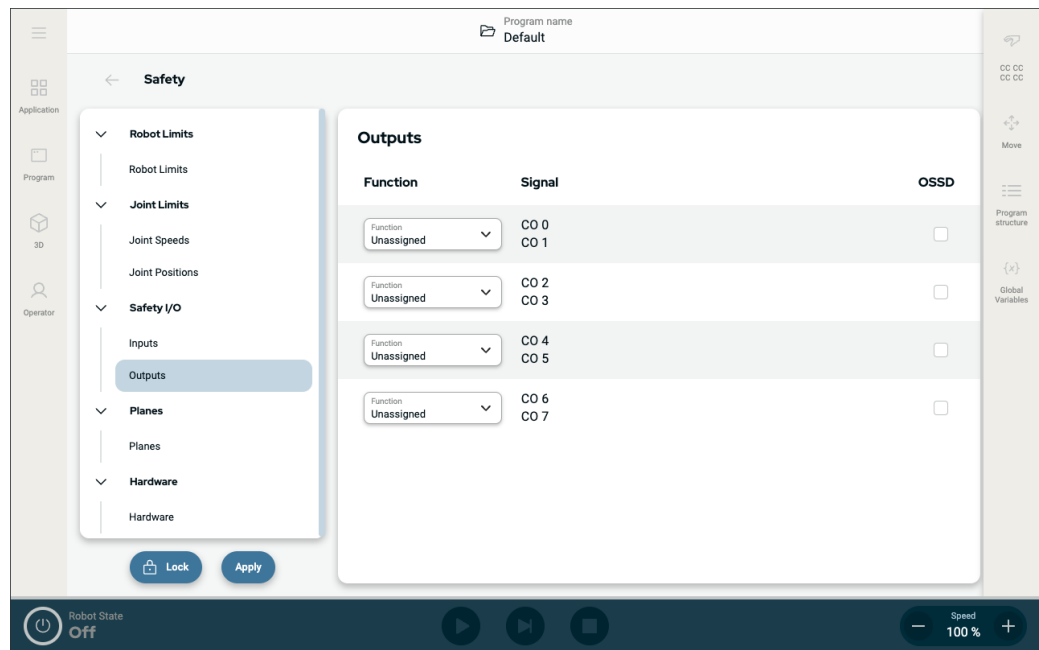 Program name
Default
Application
Program
3D
Operator
Safety
Robot Limits
Robot Limits
Joint Limits
Joint Speeds
Joint Positions
Safety I/O
Inputs
Outputs
Planes
Planes
Hardware
Hardware
Lock
Apply
Outputs
Function
Signal
OSSD
Function
Unassigned
CO 0
CO 1
Function
Unassigned
CO 2
CO 3
Function
Unassigned
CO 4
CO 5
Function
Unassigned
CO 6
CO 7
CC CC
CC CC
Move
Program
structure
{x}
Global
Variables
Robot State
Off
Speed
100 %